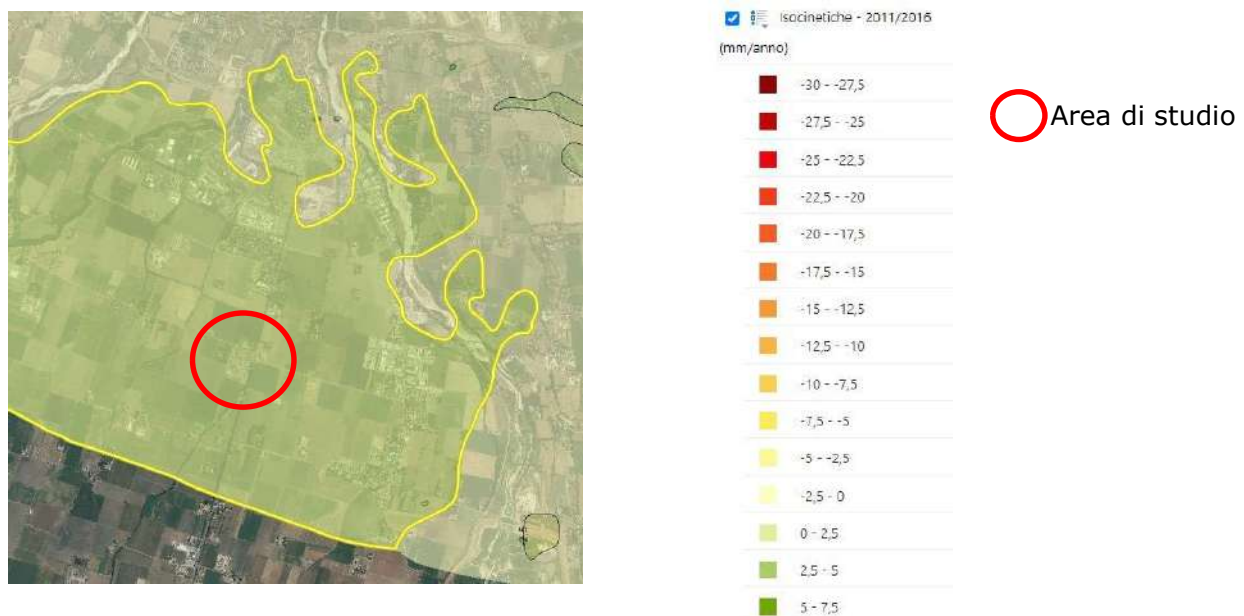 Isocinetiche - 2011/2016
(mm/anno)
-30 - -27,5
-27,5 - -25
-25 - -22,5
-22,5 - -20
-20 - -17,5
-17,5 - -15
-15 - -12,5
-12,5 - -10
-10 - -7,5
-7,5 - -5
-5 - -2,5
-2,5 - 0
0 - 2,5
2,5 - 5
5 - 7,5
Area di studio